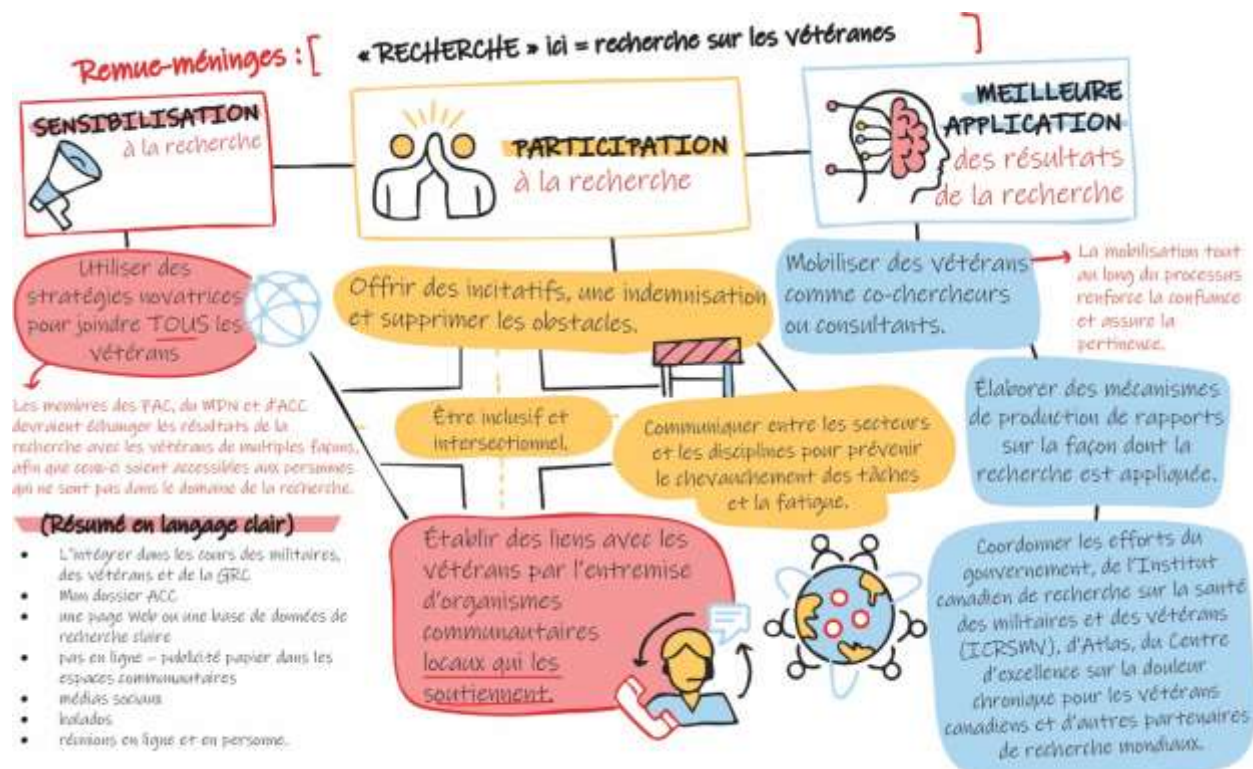 Remue-méninges : [ « RECHERCHE » ici = recherche sur les vétéranes ]
SENSIBILISATION
à la recherche
PARTICIPATION
à la recherche
MEILLEURE
APPLICATION
des résultats
de la recherche
Utiliser des
stratégies novatrices
pour joindre TOUS les
vétérans
Les membres des FAC, du MDN et d'ACC
devraient échanger les résultats de la
recherche avec les vétérans de multiples façons,
afin que ceux-ci soient accessibles aux personnes
qui ne sont pas dans le domaine de la recherche.
(Résumé en langage clair)
• L'intégrer dans les cours des militaires,
des vétérans et de la GRC
• Mon dossier ACC
• une page Web ou une base de données de
recherche claire
• pas en ligne – publicité papier dans les
espaces communautaires
• médias sociaux
• balados
• réunions en ligne et en personne.
Offrir des incitatifs, une indemnisation
et supprimer les obstacles.
Être inclusif et
intersectionnel.
Communiquer entre les secteurs
et les disciplines pour prévenir
le chevauchement des tâches
et la fatigue.
Établir des liens avec les
vétérans par l'entremise
d'organismes
communautaires
locaux qui les
soutiennent.
Mobiliser des vétérans
comme co-chercheurs
ou consultants.
La mobilisation tout
au long du processus
renforce la confiance
et assure la
pertinence.
Élaborer des mécanismes
de production de rapports
sur la façon dont la
recherche est appliquée.
Coordonner les efforts du
gouvernement, de l'Institut
canadien de recherche sur la santé
des militaires et des vétérans
(ICRSMV), d'Atlas, du Centre
d'excellence sur la douleur
chronique pour les vétérans
canadiens et d'autres partenaires
de recherche mondiaux.